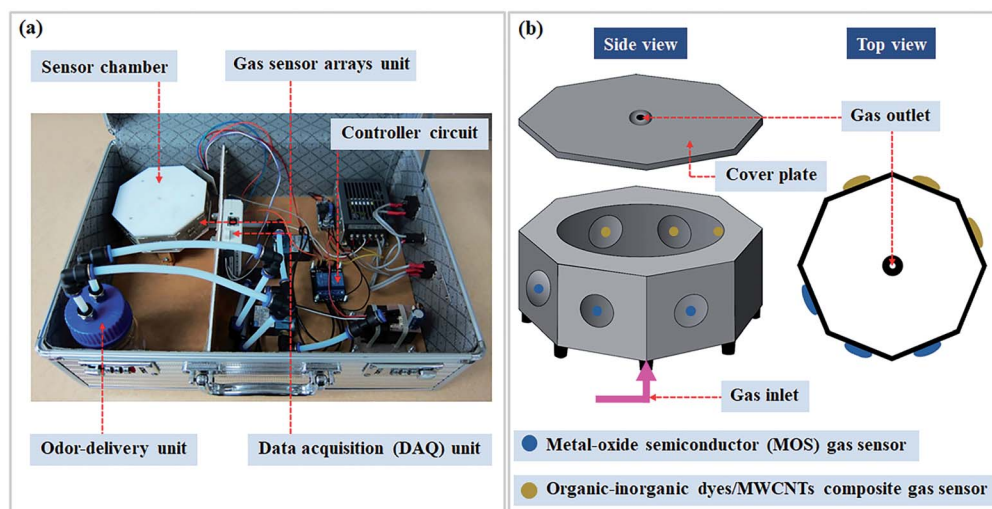 (a)
Sensor chamber
Gas sensor arrays unit
Controller circuit
Odor-delivery unit
Data acquisition (DAQ) unit
(b)
Side view
Top view
Gas outlet
Cover plate
Gas inlet
Metal-oxide semiconductor (MOS) gas sensor
Organic-inorganic dyes/MWCNTs composite gas sensor